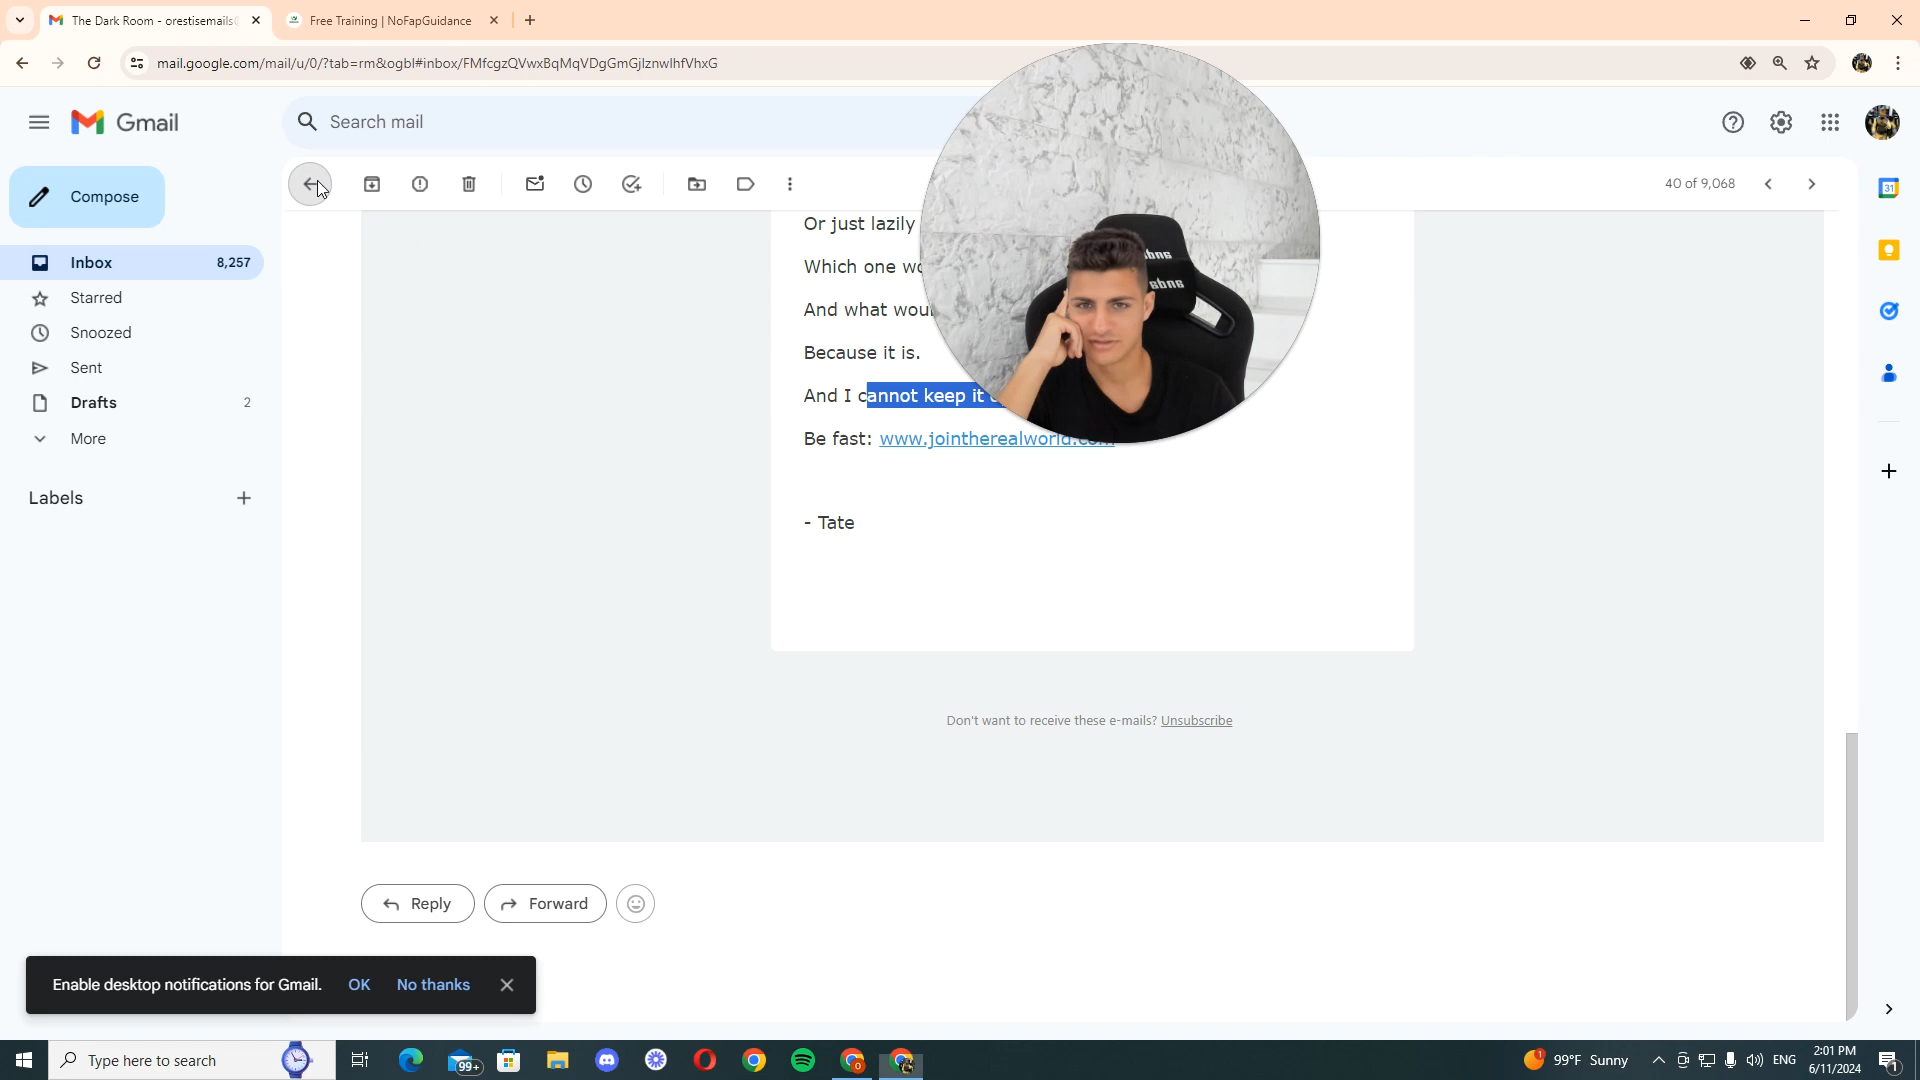 The Dark Room - orestisemails
Free Training | NoFapGuidance
mail.google.com/mail/u/0/?tab=rm&ogbl#inbox/FMfcgzQVwxBqMqVDgGmGjlznwlhfVhxG
Gmail
Search mail
Compose
40 of 9,068
31
Inbox 8,257
Starred
Snoozed
Sent
Drafts 2
More
Labels
Or just lazily
Which one
And what
Because it is.
And I cannot keep it
Be fast: www.jointherealworld.com
- Tate
Don't want to receive these e-mails? Unsubscribe
Reply
Forward
Enable desktop notifications for Gmail. OK No thanks
Type here to search
99+
99°F Sunny
ENG
2:01 PM
6/11/2024
1